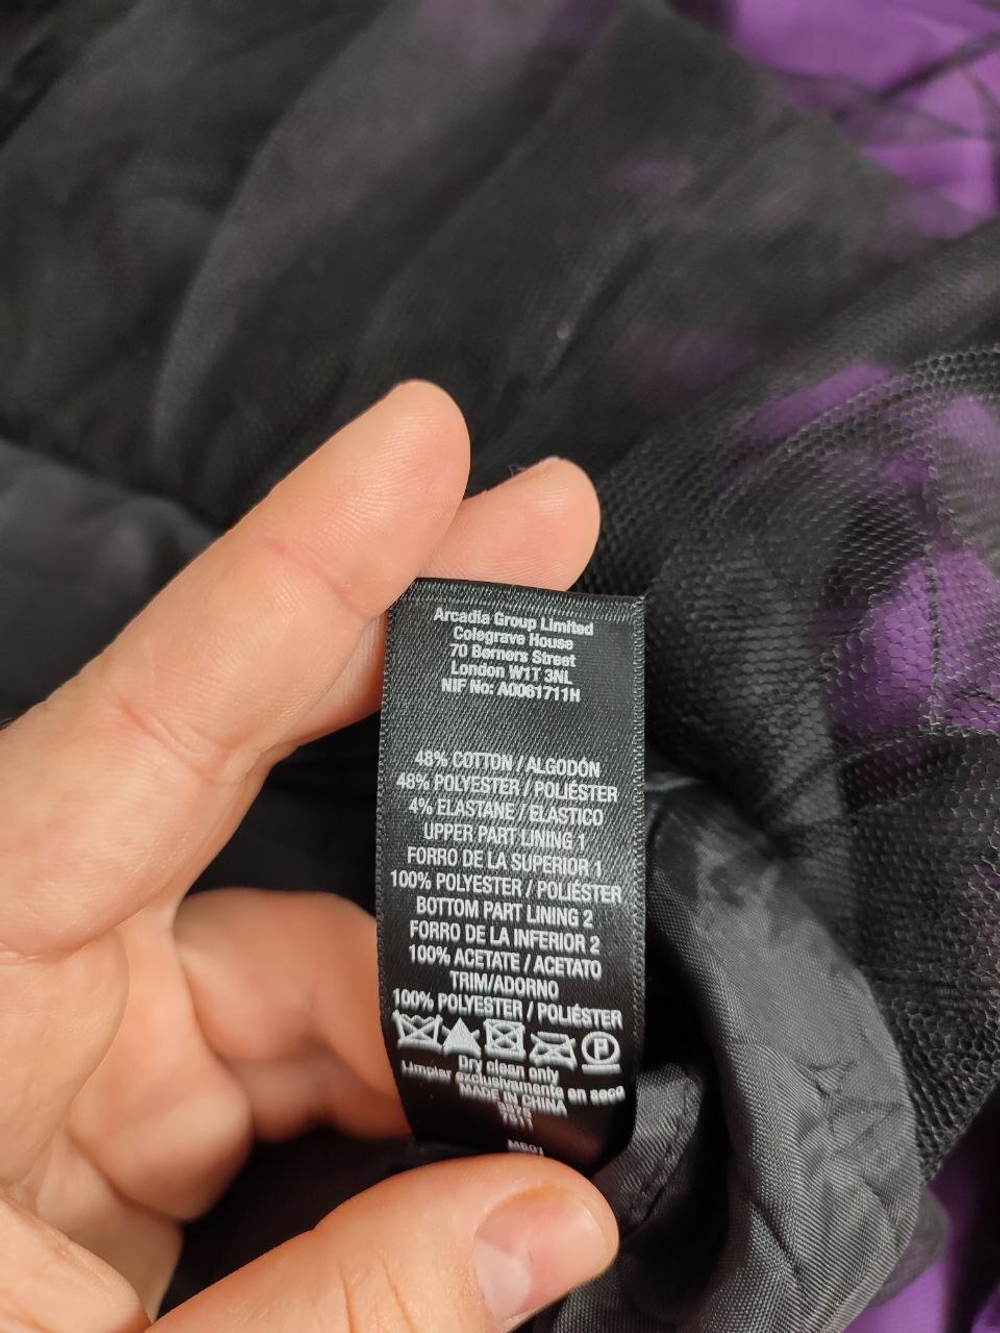 Arcadia Group Limited
Colegrave House
70 Berners Street
London W1T 3NL
NIF No: A0061711H
48% COTTON / ALGODÓN
48% POLYESTER / POLIÉSTER
4% ELASTANE / ELASTICO
UPPER PART LINING 1
FORRO DE LA SUPERIOR 1
100% POLYESTER / POLIÉSTER
BOTTOM PART LINING 2
FORRO DE LA INFERIOR 2
100% ACETATE / ACETATO
TRIM/ADORNO
100% POLYESTER / POLIÉSTER
P
Dry clean only
Limpiar exclusivamente en seco
MADE IN CHINA